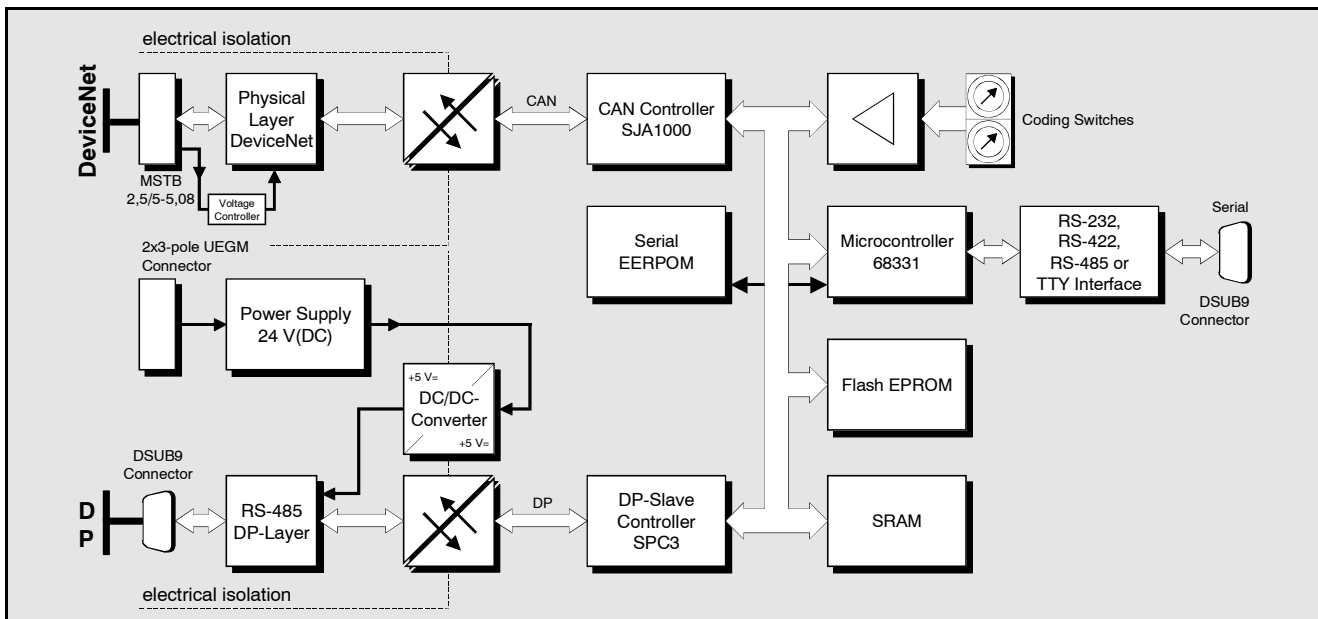 electrical isolation
DeviceNet
MSTB
2,5/5-5,08
Physical
Layer
DeviceNet
Voltage
Controller
CAN
CAN Controller
SJA1000
Coding Switches
2x3-pole UEGM
Connector
Power Supply
24 V(DC)
Serial
EERPOM
Microcontroller
68331
RS-232,
RS-422,
RS-485 or
TTY Interface
Serial
DSUB9
Connector
+5 V=
DC/DC-
Converter
+5 V=
Flash EPROM
DSUB9
Connector
D
P
RS-485
DP-Layer
DP
DP-Slave
Controller
SPC3
SRAM
electrical isolation